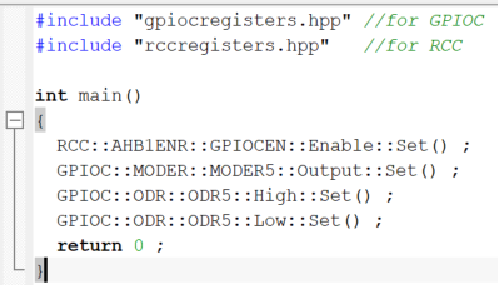 #include "gpiocregisters.hpp" //for GPIOC
#include "rccregisters.hpp"   //for RCC
int main()
{
  RCC::AHB1ENR::GPIOCEN::Enable::Set() ;
  GPIOC::MODER::MODER5::Output::Set() ;
  GPIOC::ODR::ODR5::High::Set() ;
  GPIOC::ODR::ODR5::Low::Set() ;
  return 0 ;
}